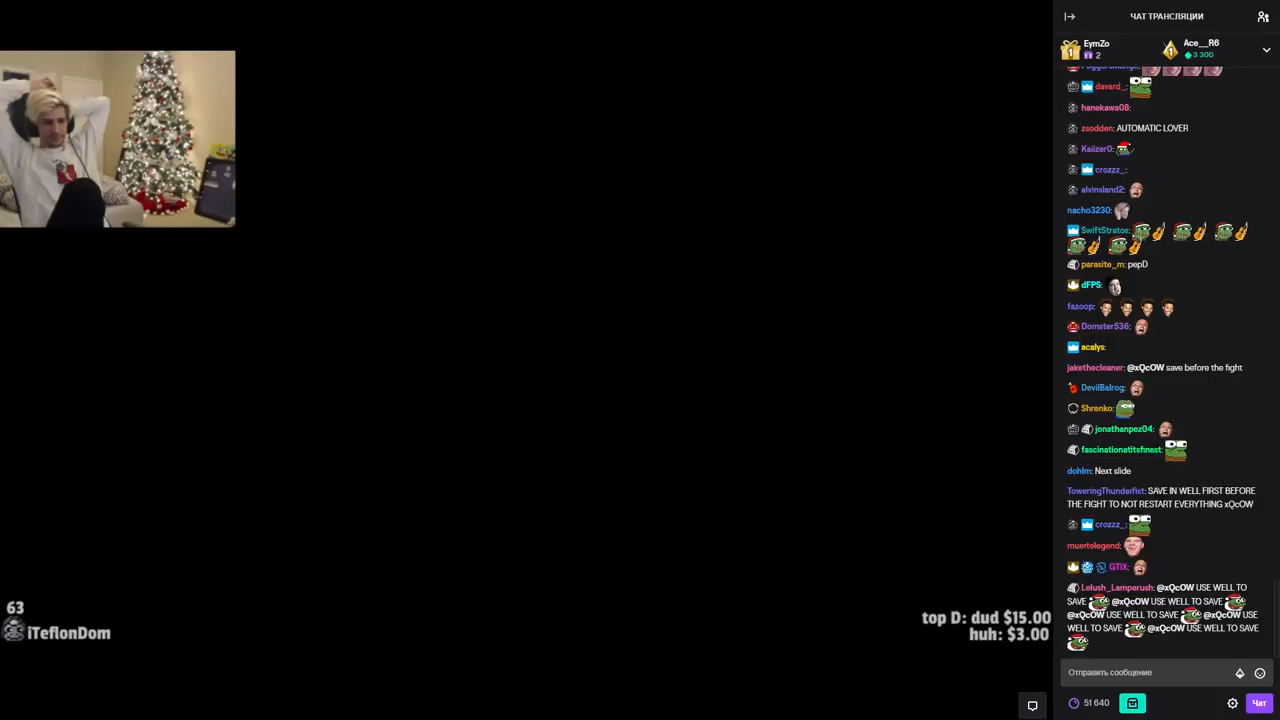 ЧАТ ТРАНСЛЯЦИИ
EymZo
2
Ace__R6
3 300
davard_:
hanekawa08:
zsodden: AUTOMATIC LOVER
Kaiizer0:
crozzz_:
alvinsland2:
nacho3230:
SwiftStratos:
parasite_m: pepD
dFPS:
fazoop:
Domster536:
acalys:
jakethecleaner: @xQcOW save before the fight
DevilBalrog:
Shrenko:
jonathanpez04:
fascinationatitsfinest:
dohlm: Next slide
ToweringThunderfist: SAVE IN WELL FIRST BEFORE
THE FIGHT TO NOT RESTART EVERYTHING xQcOW
crozzz_:
muertelegend:
GTIX:
Lelush_Lamperush: @xQcOW USE WELL TO
SAVE @xQcOW USE WELL TO SAVE
@xQcOW USE WELL TO SAVE @xQcOW USE
WELL TO SAVE @xQcOW USE WELL TO SAVE
Отправить сообщение
51 640
Чат
63
iTeflonDom
top D: dud $15.00
huh: $3.00